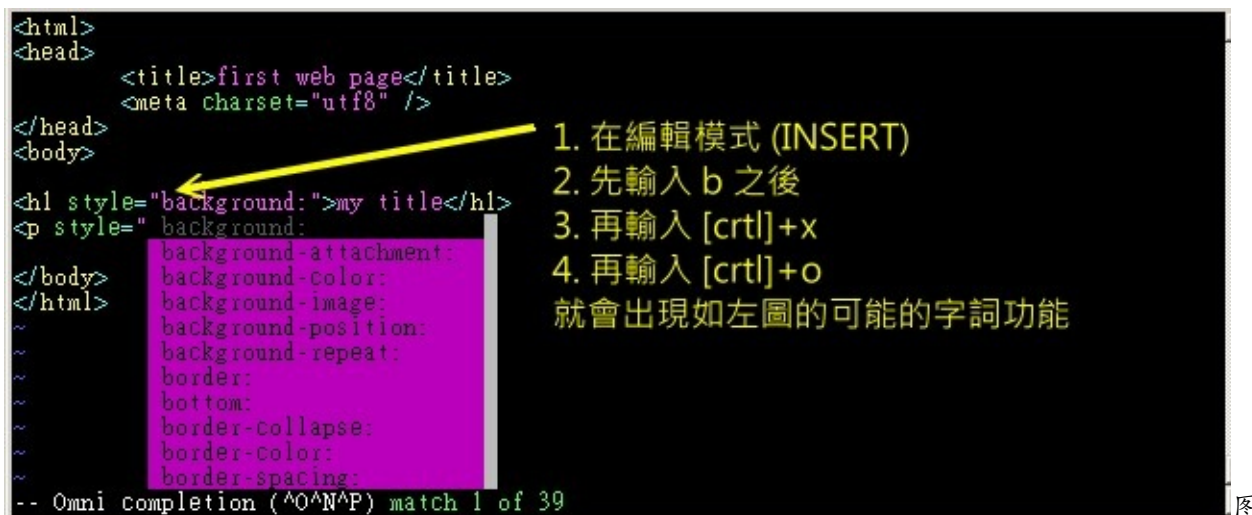 <html>
<head>
<title>first web page</title>
<meta charset="utf8" />
</head>
<body>
<h1 style="background:">my title</h1>
<p style=" background:
background-attachment:
</body> background-color:
</html> background-image:
~ background-position:
~ background-repeat:
~ border:
~ bottom:
~ border-collapse:
~ border-color:
~ border-spacing:
-- Omni completion (^O^N^P) match 1 of 39
1. 在編輯模式 (INSERT)
2. 先輸入 b 之後
3. 再輸入 [crtl]+x
4. 再輸入 [crtl]+o
就會出現如左圖的可能的字詞功能
图